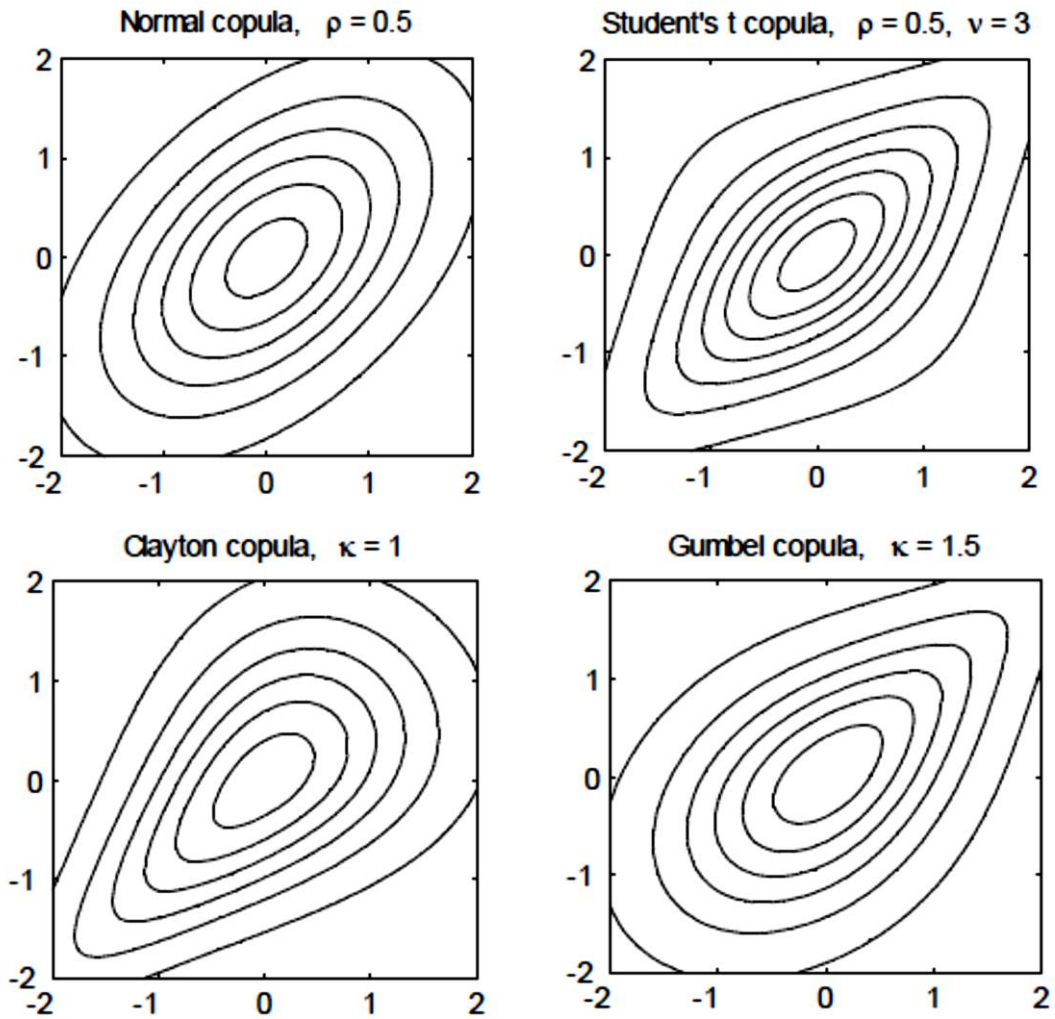 Normal copula, ρ = 0.5
2
1
0
-1
-2
-2 -1 0 1 2
Student's t copula, ρ = 0.5, ν = 3
2
1
0
-1
-2
-2 -1 0 1 2
Clayton copula, κ = 1
2
1
0
-1
-2
-2 -1 0 1 2
Gumbel copula, κ = 1.5
2
1
0
-1
-2
-2 -1 0 1 2